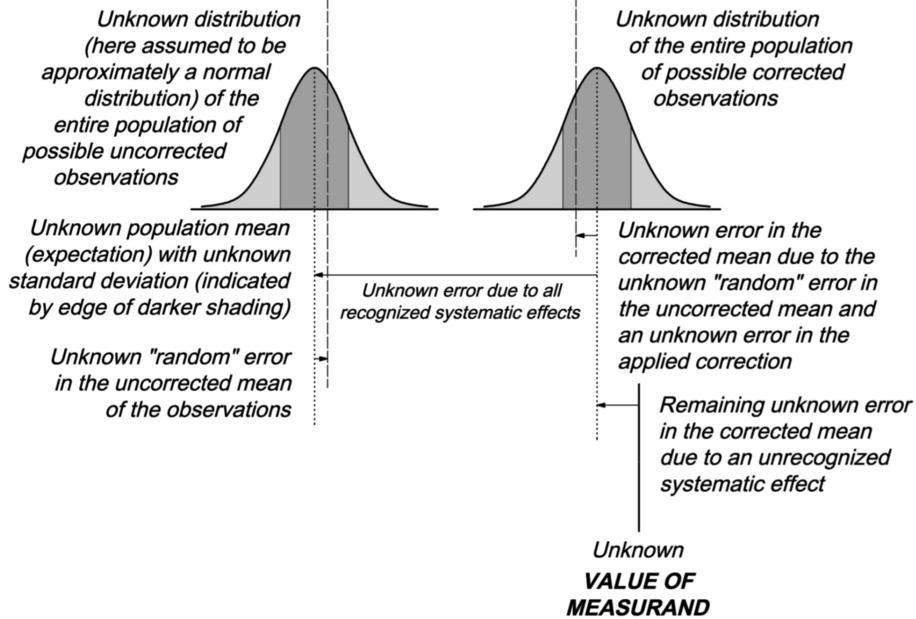 Unknown distribution
(here assumed to be
approximately a normal
distribution) of the
entire population of
possible uncorrected
observations
Unknown distribution
of the entire population
of possible corrected
observations
Unknown population mean
(expectation) with unknown
standard deviation (indicated
by edge of darker shading)
Unknown error due to all
recognized systematic effects
Unknown error in the
corrected mean due to the
unknown "random" error in
the uncorrected mean and
an unknown error in the
applied correction
Unknown "random" error
in the uncorrected mean
of the observations
Remaining unknown error
in the corrected mean
due to an unrecognized
systematic effect
Unknown
VALUE OF
MEASURAND